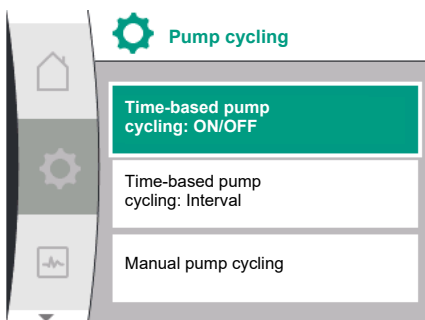 Pump cycling
Time-based pump
cycling: ON/OFF
Time-based pump
cycling: Interval
Manual pump cycling